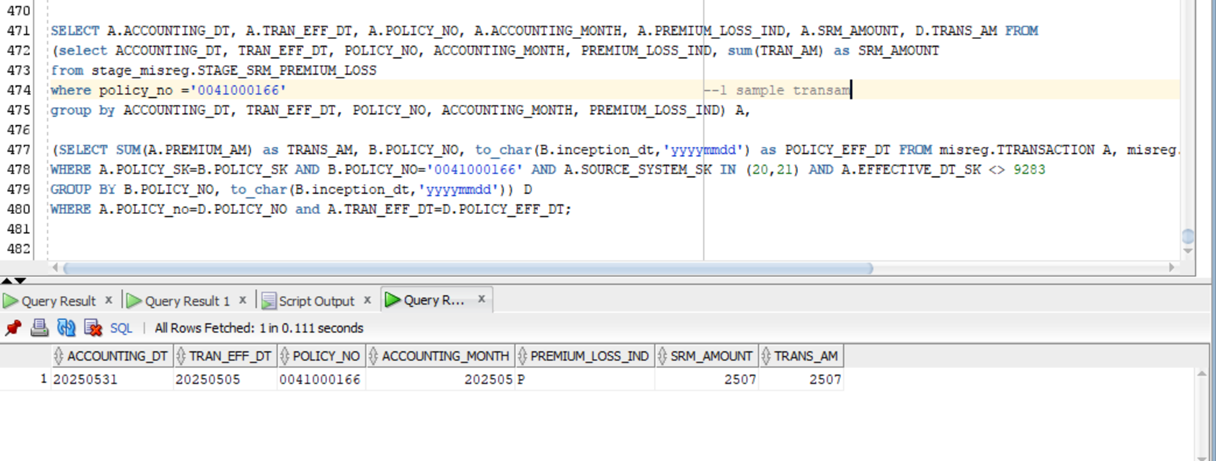 470
471 SELECT A.ACCOUNTING_DT, A.TRAN_EFF_DT, A.POLICY_NO, A.ACCOUNTING_MONTH, A.PREMIUM_LOSS_IND, A.SRM_AMOUNT, D.TRANS_AM FROM
472 (select ACCOUNTING_DT, TRAN_EFF_DT, POLICY_NO, ACCOUNTING_MONTH, PREMIUM_LOSS_IND, sum(TRAN_AM) as SRM_AMOUNT
473 from stage_misreg.STAGE_SRM_PREMIUM_LOSS
474 where policy_no ='0041000166' --1 sample transam
475 group by ACCOUNTING_DT, TRAN_EFF_DT, POLICY_NO, ACCOUNTING_MONTH, PREMIUM_LOSS_IND) A,
476
477 (SELECT SUM(A.PREMIUM_AM) as TRANS_AM, B.POLICY_NO, to_char(B.inception_dt,'yyyymmdd') as POLICY_EFF_DT FROM misreg.TTRANSACTION A, misreg.
478 WHERE A.POLICY_SK=B.POLICY_SK AND B.POLICY_NO='0041000166' AND A.SOURCE_SYSTEM_SK IN (20,21) AND A.EFFECTIVE_DT_SK <> 9283
479 GROUP BY B.POLICY_NO, to_char(B.inception_dt,'yyyymmdd')) D
480 WHERE A.POLICY_no=D.POLICY_NO and A.TRAN_EFF_DT=D.POLICY_EFF_DT;
481
482
Query Result x Query Result 1 x Script Output x Query R... x
SQL | All Rows Fetched: 1 in 0.111 seconds
ACCOUNTING_DT TRAN_EFF_DT POLICY_NO ACCOUNTING_MONTH PREMIUM_LOSS_IND SRM_AMOUNT TRANS_AM
1 20250531 20250505 0041000166 202505 P 2507 2507